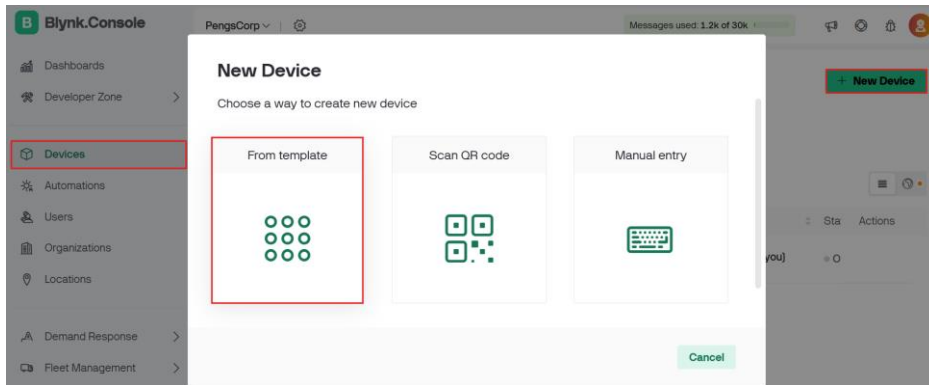 B Blynk.Console
PengsCorp
Messages used: 1.2k of 30k
Dashboards
Developer Zone
Devices
Automations
Users
Organizations
Locations
Demand Response
Fleet Management
New Device
Choose a way to create new device
From template
Scan QR code
Manual entry
Cancel
+ New Device
Sta Actions
you]